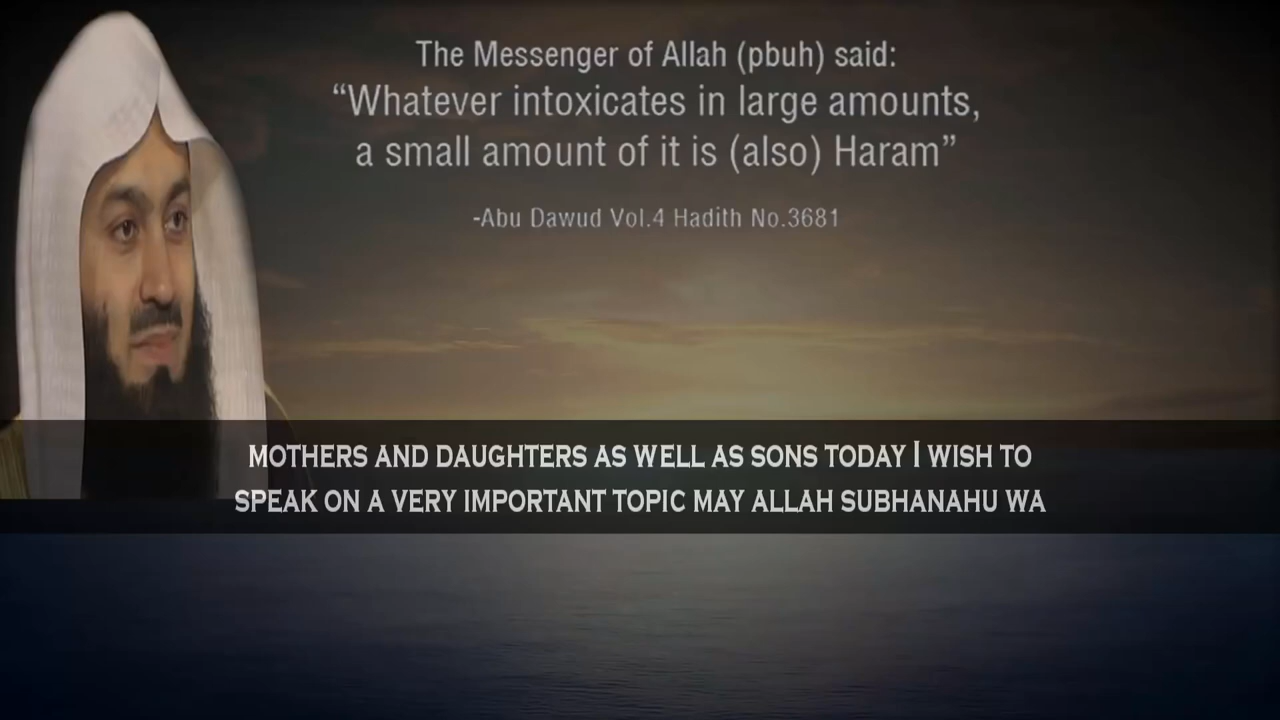 The Messenger of Allah (pbuh) said:
“Whatever intoxicates in large amounts,
a small amount of it is (also) Haram”
-Abu Dawud Vol.4 Hadith No.3681
MOTHERS AND DAUGHTERS AS WELL AS SONS TODAY I WISH TO
SPEAK ON A VERY IMPORTANT TOPIC MAY ALLAH SUBHANAHU WA